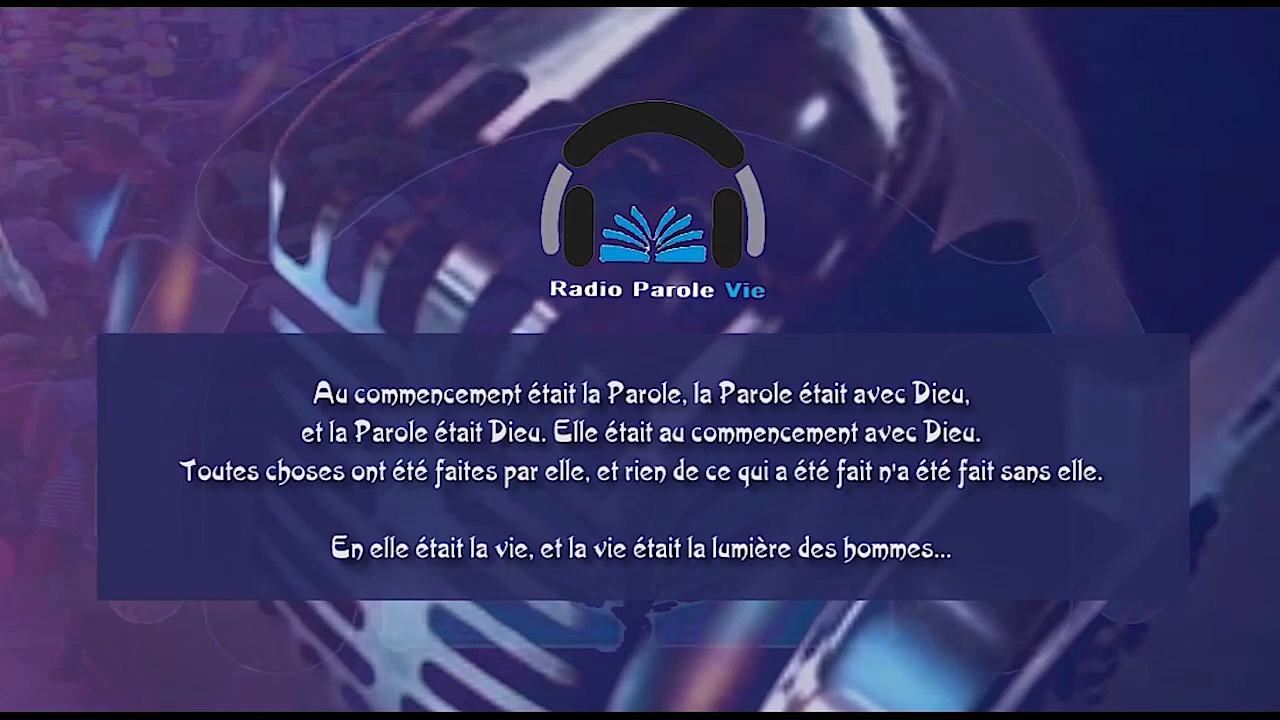 Radio Parole Vie
Au commencement était la Parole, la Parole était avec Dieu,
et la Parole était Dieu. Elle était au commencement avec Dieu.
Toutes choses ont été faites par elle, et rien de ce qui a été fait n'a été fait sans elle.
En elle était la vie, et la vie était la lumière des hommes...